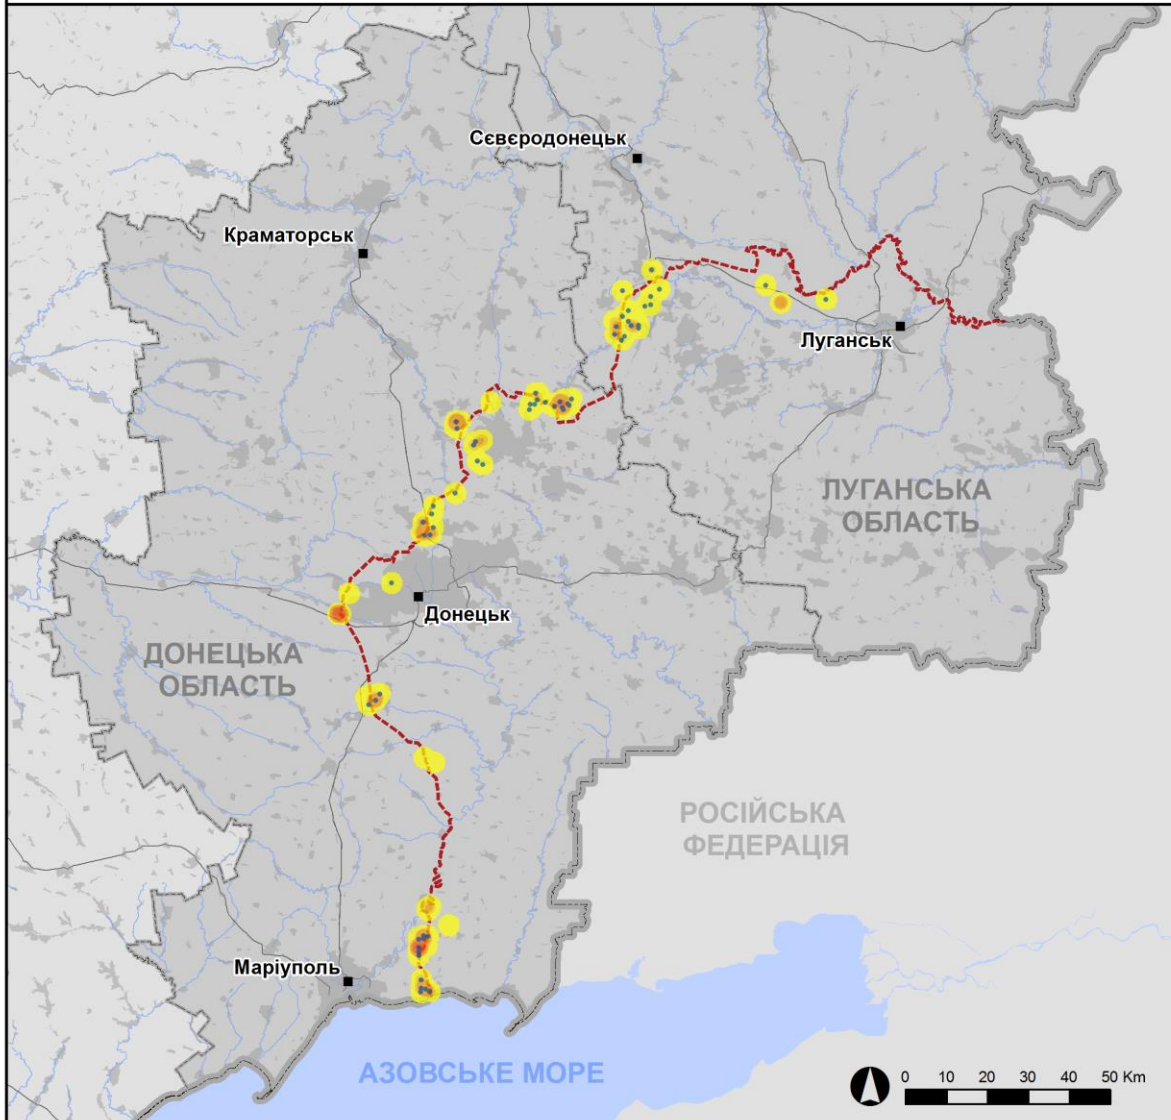 Сєвєродонецьк
Краматорськ
Луганськ
ЛУГАНСЬКА
ОБЛАСТЬ
Донецьк
ДОНЕЦЬКА
ОБЛАСТЬ
РОСІЙСЬКА
ФЕДЕРАЦІЯ
Маріуполь
АЗОВСЬКЕ МОРЕ
0 10 20 30 40 50 Km